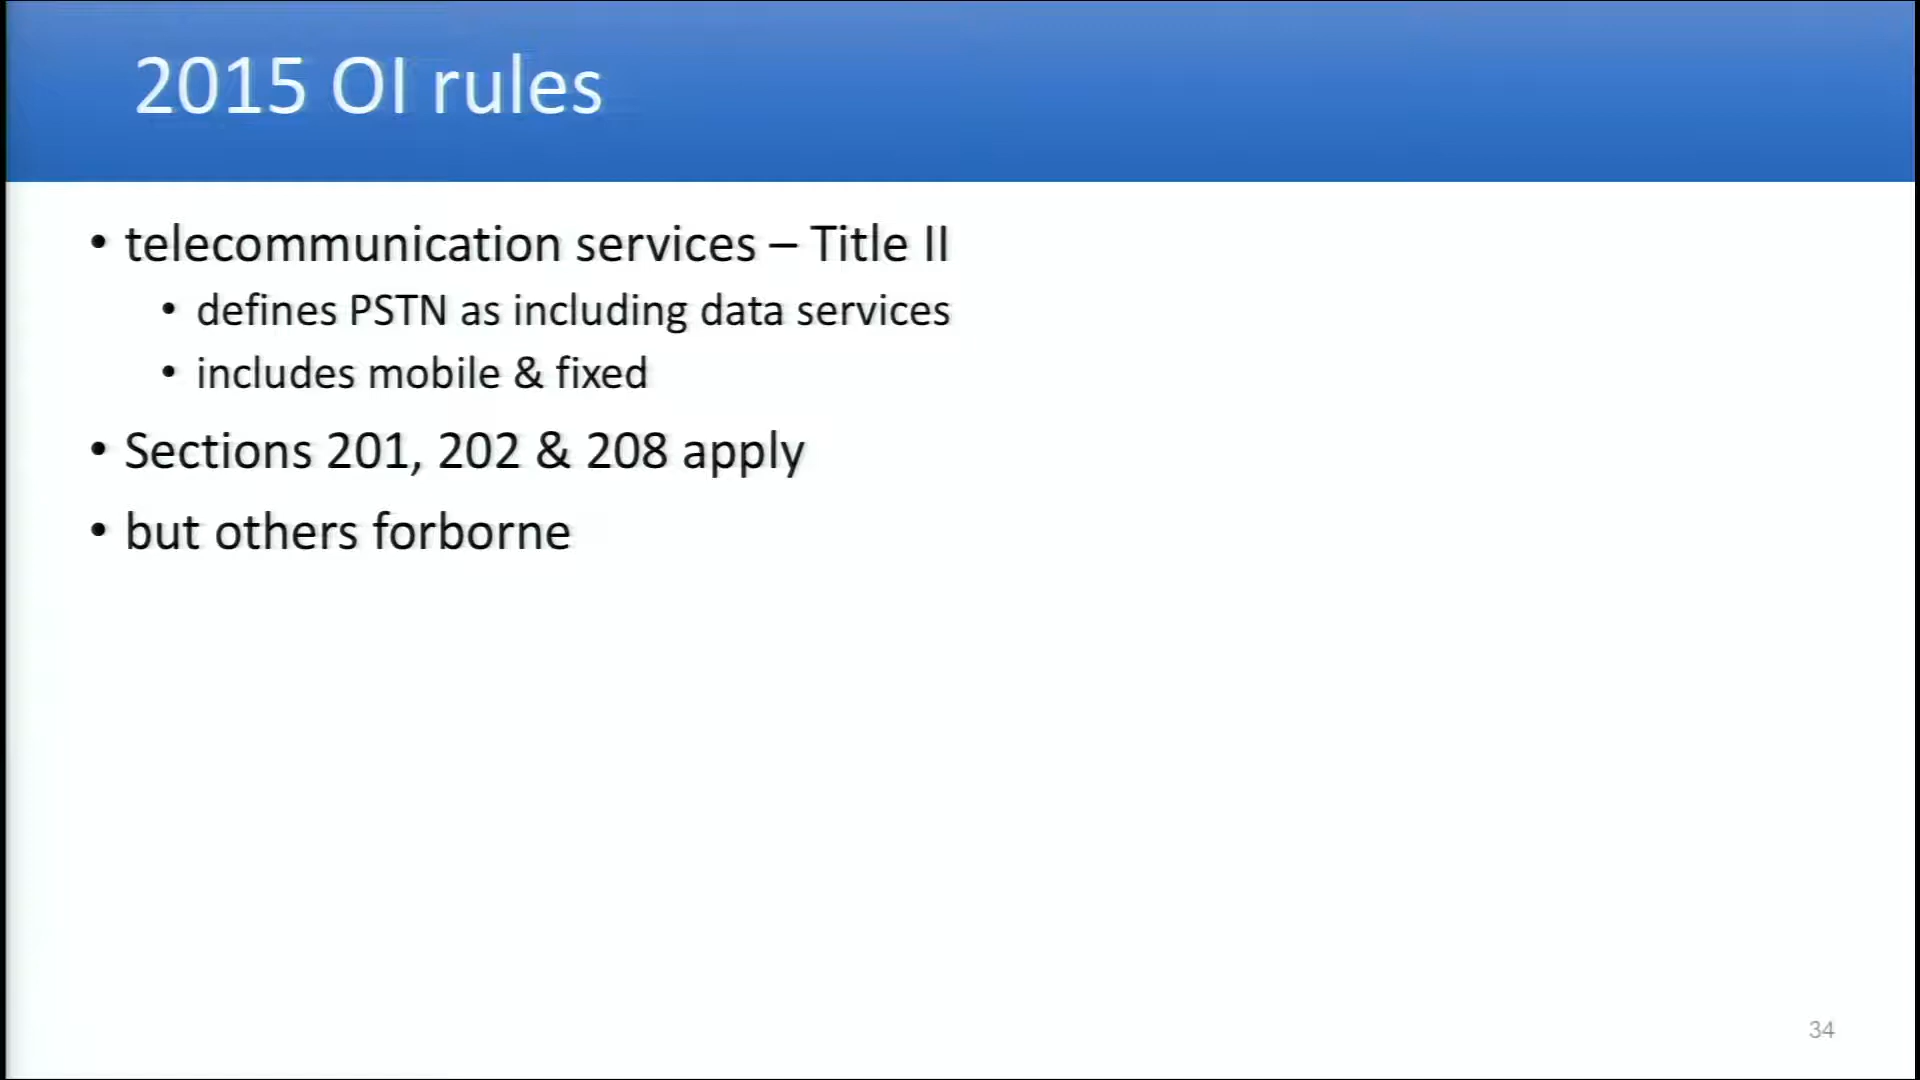 2015 OI rules
• telecommunication services – Title II
• defines PSTN as including data services
• includes mobile & fixed
• Sections 201, 202 & 208 apply
• but others forborne
34